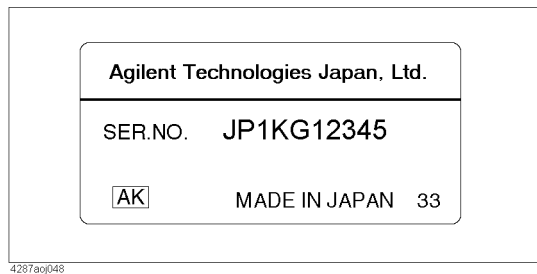 Agilent Technologies Japan, Ltd.
SER.NO. JP1KG12345
AK MADE IN JAPAN 33
4287aoj048